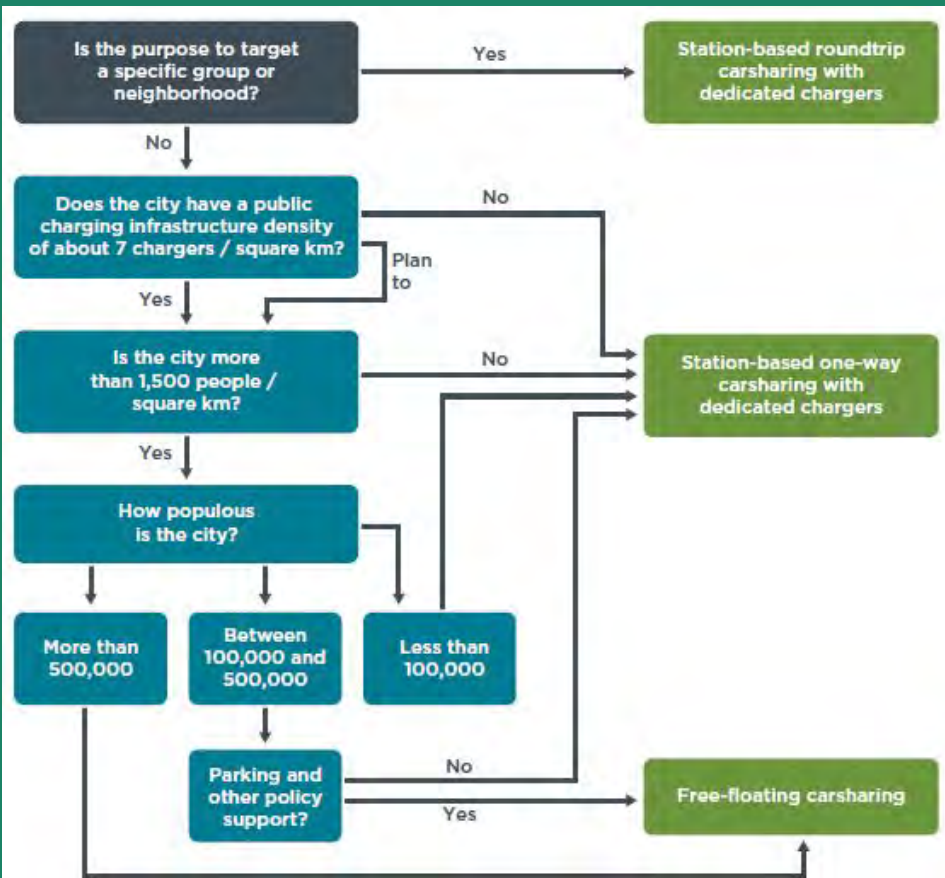 Is the purpose to target
a specific group or
neighborhood?
Yes
Station-based roundtrip
carsharing with
dedicated chargers
No
Does the city have a public
charging infrastructure density
of about 7 chargers / square km?
No
Plan
to
Yes
Is the city more
than 1,500 people /
square km?
No
Station-based one-way
carsharing with
dedicated chargers
Yes
How populous
is the city?
More than
500,000
Between
100,000 and
500,000
Less than
100,000
Parking and
other policy
support?
No
Yes
Free-floating carsharing